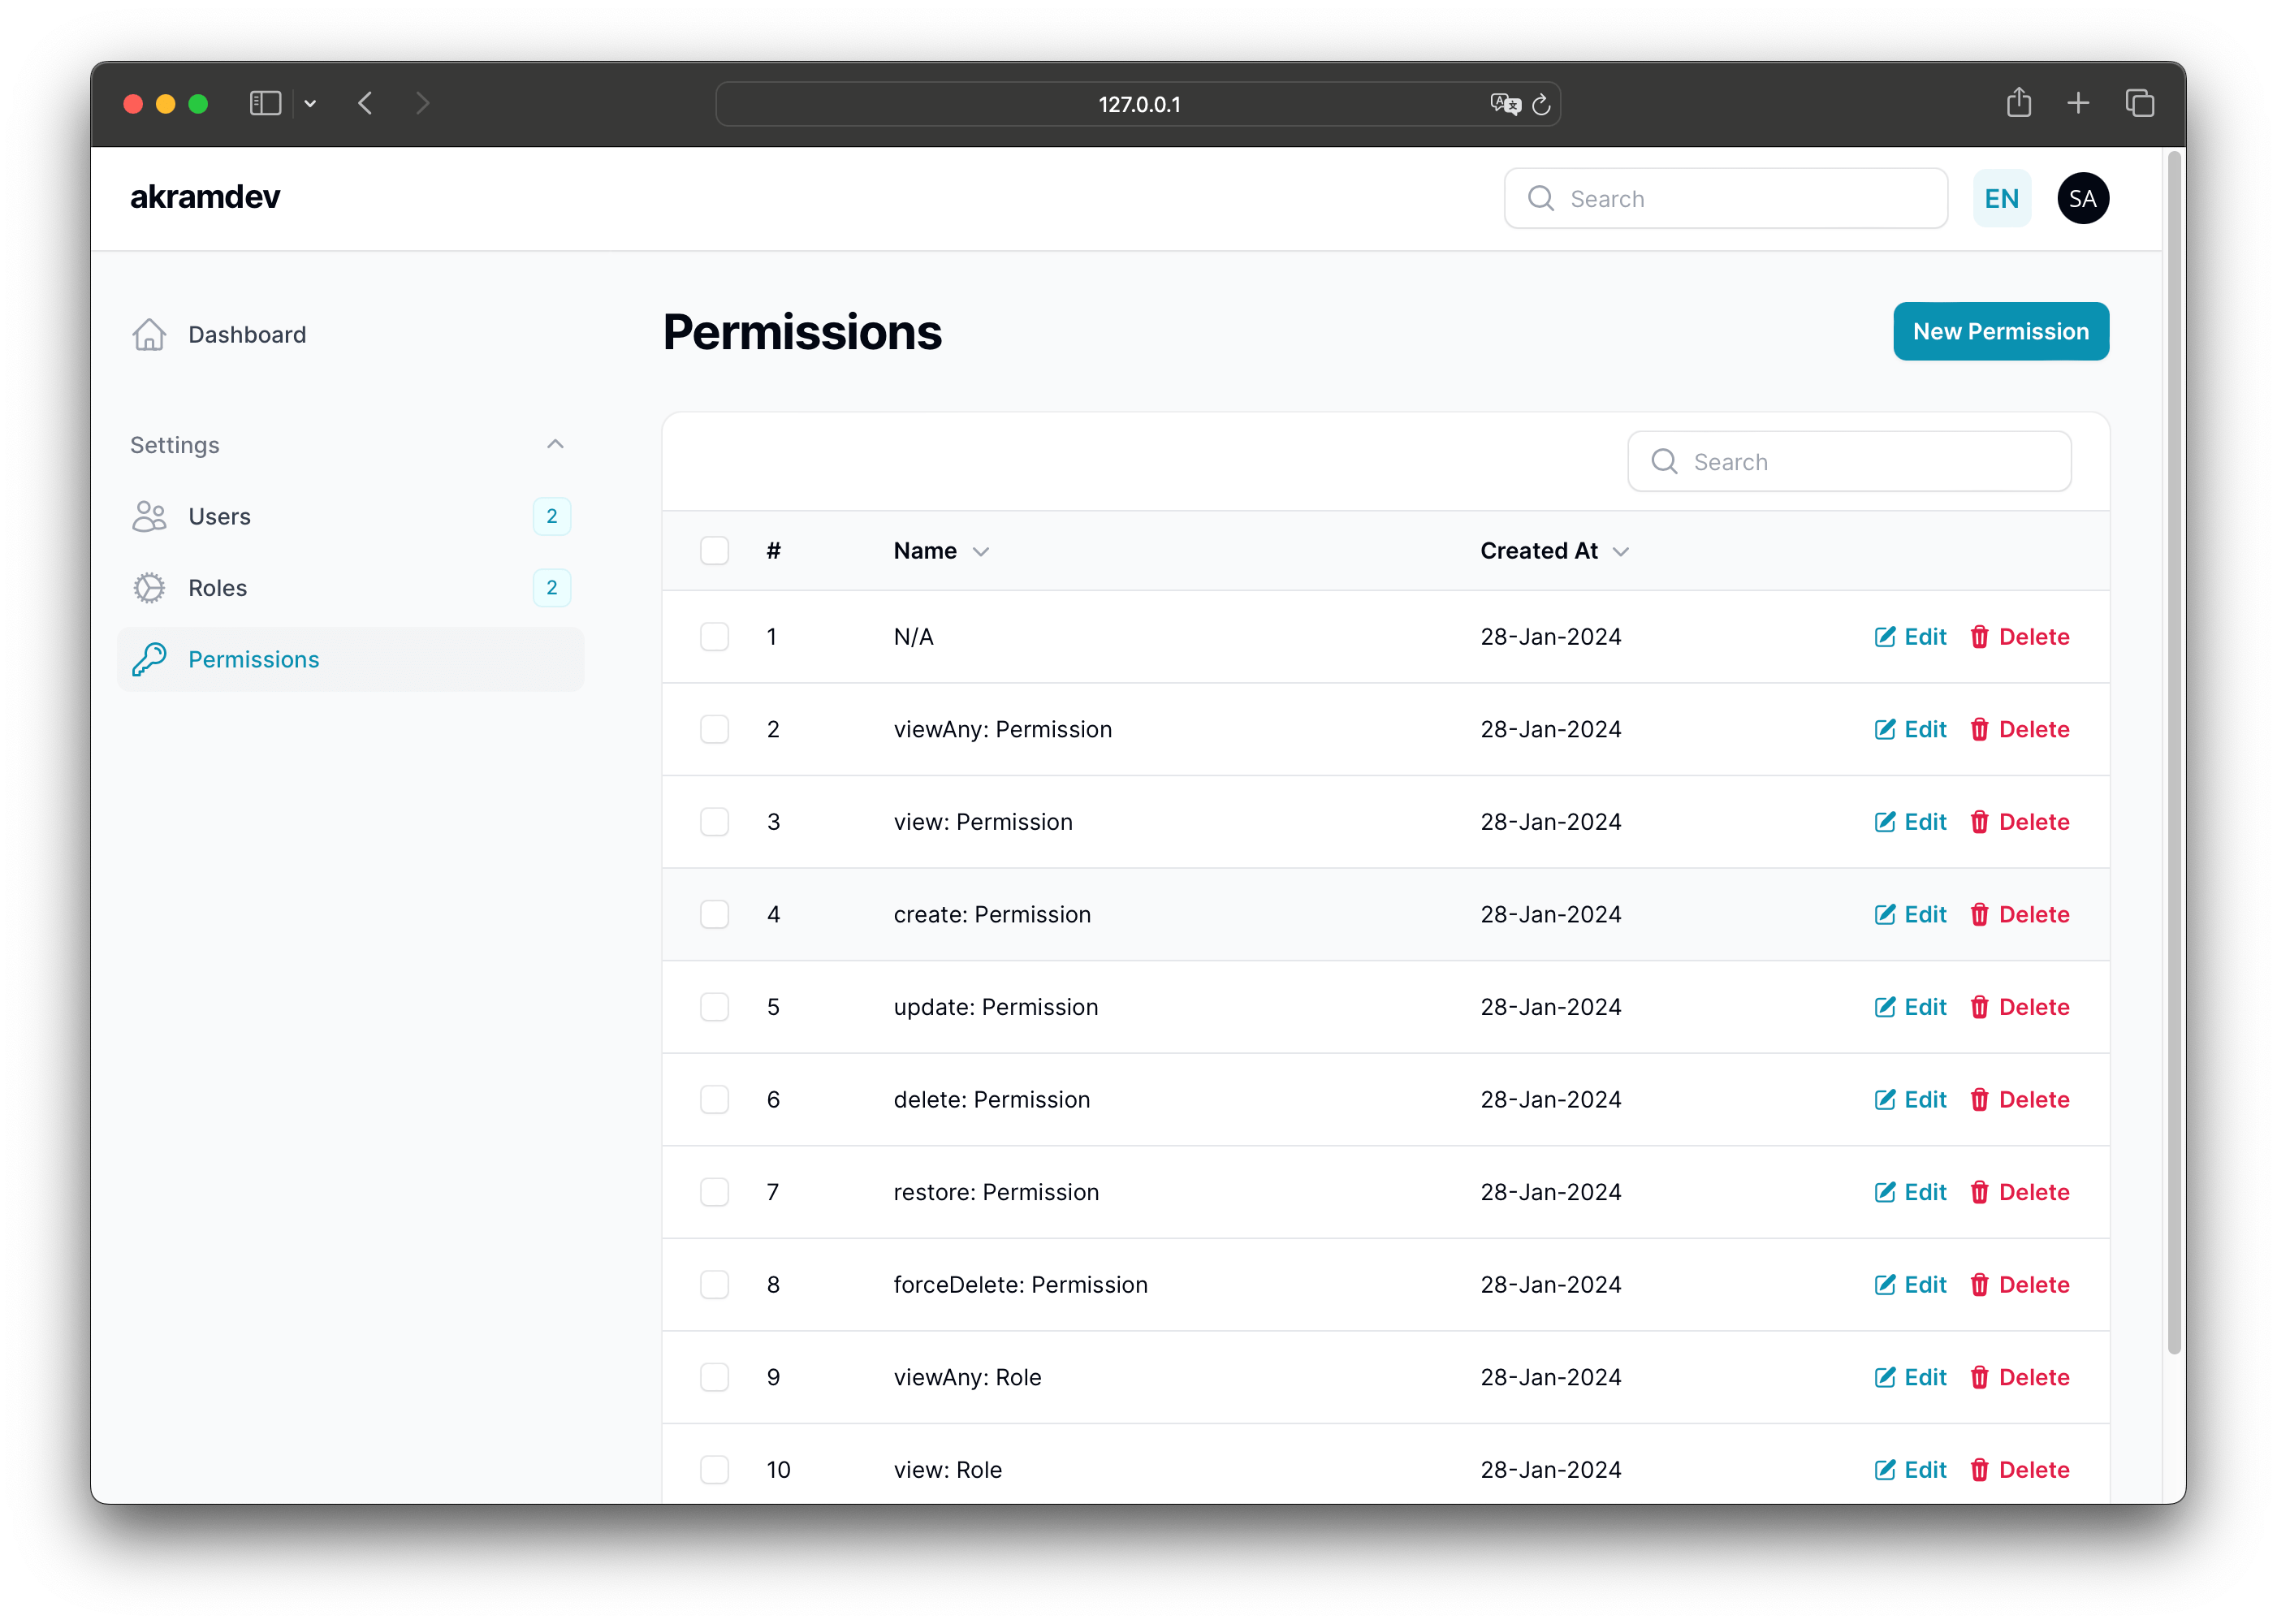 127.0.0.1
akramdev
Search
EN
SA
Dashboard
Settings
Users 2
Roles 2
Permissions
Permissions
New Permission
Search
# Name Created At
1 N/A 28-Jan-2024 Edit Delete
2 viewAny: Permission 28-Jan-2024 Edit Delete
3 view: Permission 28-Jan-2024 Edit Delete
4 create: Permission 28-Jan-2024 Edit Delete
5 update: Permission 28-Jan-2024 Edit Delete
6 delete: Permission 28-Jan-2024 Edit Delete
7 restore: Permission 28-Jan-2024 Edit Delete
8 forceDelete: Permission 28-Jan-2024 Edit Delete
9 viewAny: Role 28-Jan-2024 Edit Delete
10 view: Role 28-Jan-2024 Edit Delete